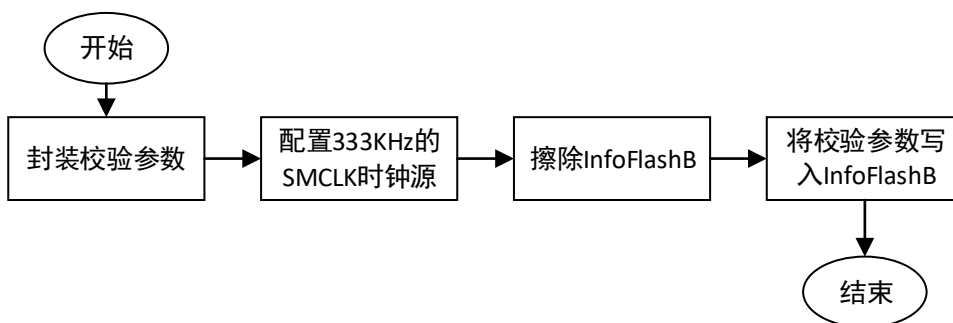 开始
封装校验参数
配置333KHz的
SMCLK时钟源
擦除InfoFlashB
将校验参数写
入InfoFlashB
结束